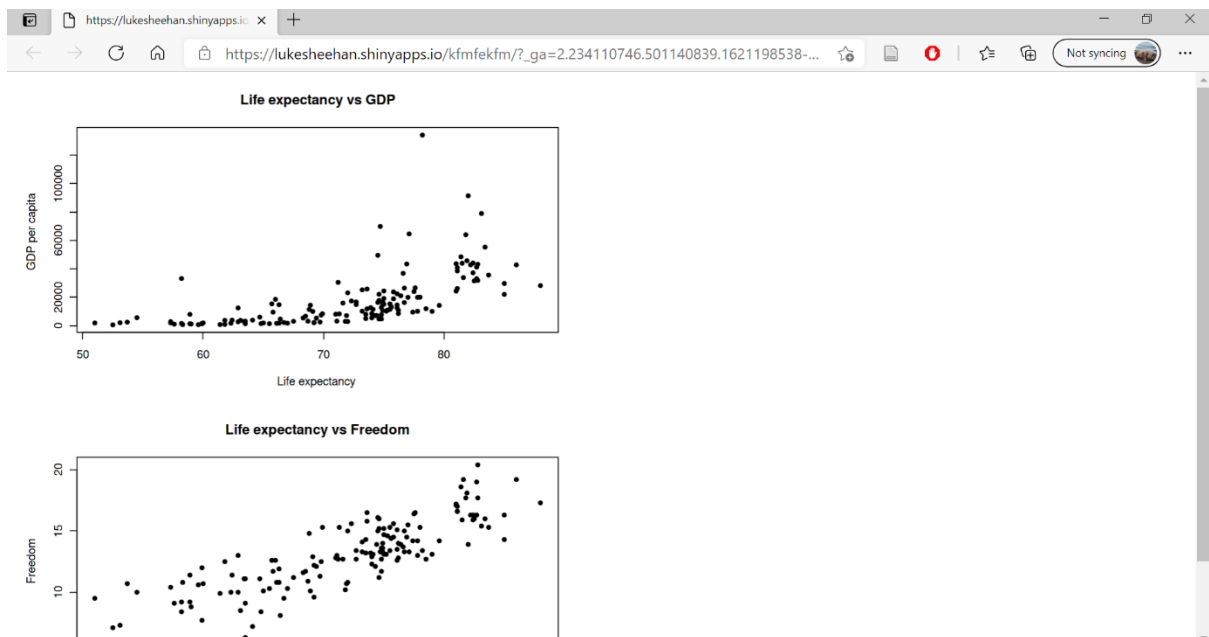 https://lukesheehan.shinyapps.io
https://lukesheehan.shinyapps.io/kfmfekfm/?_ga=2.234110746.501140839.1621198538-...
Not syncing
Life expectancy vs GDP
GDP per capita
0 20000 60000 100000
50 60 70 80
Life expectancy
Life expectancy vs Freedom
Freedom
10 15 20